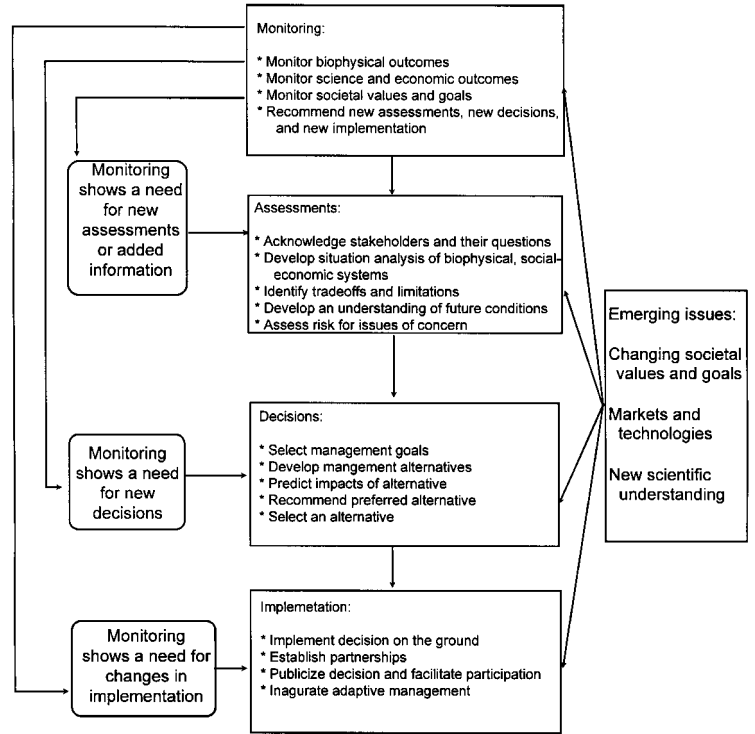 Monitoring:
* Monitor biophysical outcomes
* Monitor science and economic outcomes
* Monitor societal values and goals
* Recommend new assessments, new decisions,
and new implementation
Monitoring
shows a need
for new
assessments
or added
information
Assessments:
* Acknowledge stakeholders and their questions
* Develop situation analysis of biophysical, social-
economic systems
* Identify tradeoffs and limitations
* Develop an understanding of future conditions
* Assess risk for issues of concern
Emerging issues:
Changing societal
values and goals
Markets and
technologies
New scientific
understanding
Monitoring
shows a need
for new
decisions
Decisions:
* Select management goals
* Develop mangement alternatives
* Predict impacts of alternative
* Recommend preferred alternative
* Select an alternative
Monitoring
shows a need for
changes in
implementation
Implemetation:
* Implement decision on the ground
* Establish partnerships
* Publicize decision and facilitate participation
* Inagurate adaptive management